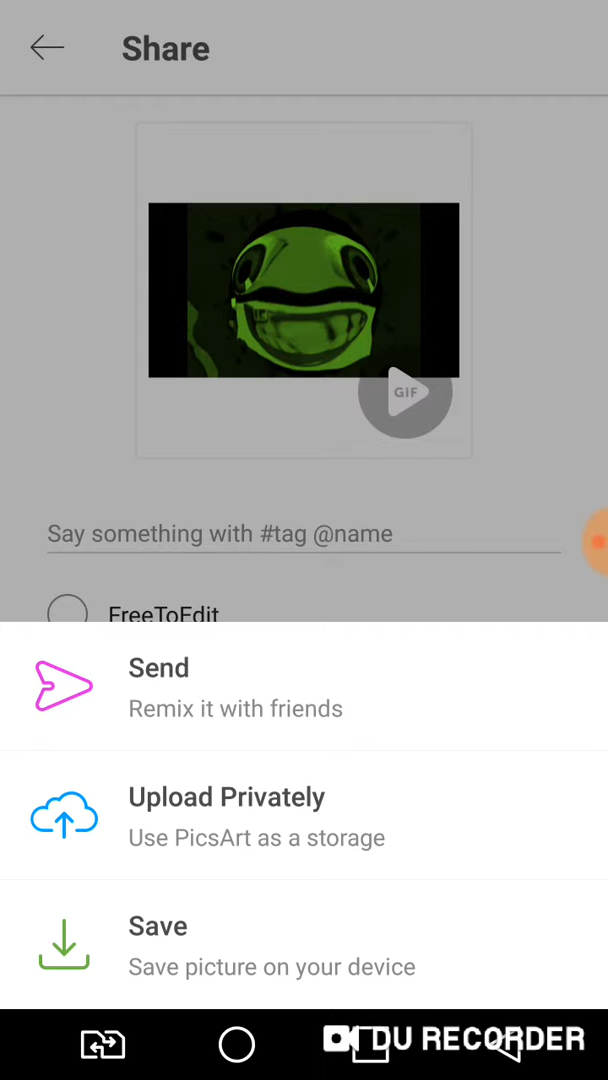 Share
GIF
Say something with #tag @name
FreeToEdit
Send
Remix it with friends
Upload Privately
Use PicsArt as a storage
Save
Save picture on your device
DU RECORDER